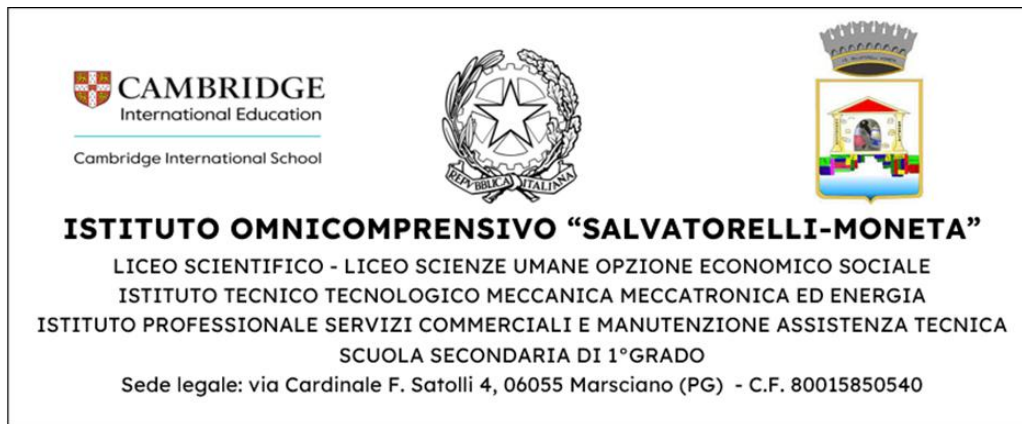 CAMBRIDGE
International Education
Cambridge International School
REPVBBLICA ITALIANA
ISTITUTO OMNICOMPRENSIVO “SALVATORELLI-MONETA”
LICEO SCIENTIFICO - LICEO SCIENZE UMANE OPZIONE ECONOMICO SOCIALE
ISTITUTO TECNICO TECNOLOGICO MECCANICA MECCATRONICA ED ENERGIA
ISTITUTO PROFESSIONALE SERVIZI COMMERCIALI E MANUTENZIONE ASSISTENZA TECNICA
SCUOLA SECONDARIA DI 1°GRADO
Sede legale: via Cardinale F. Satolli 4, 06055 Marsciano (PG) - C.F. 80015850540